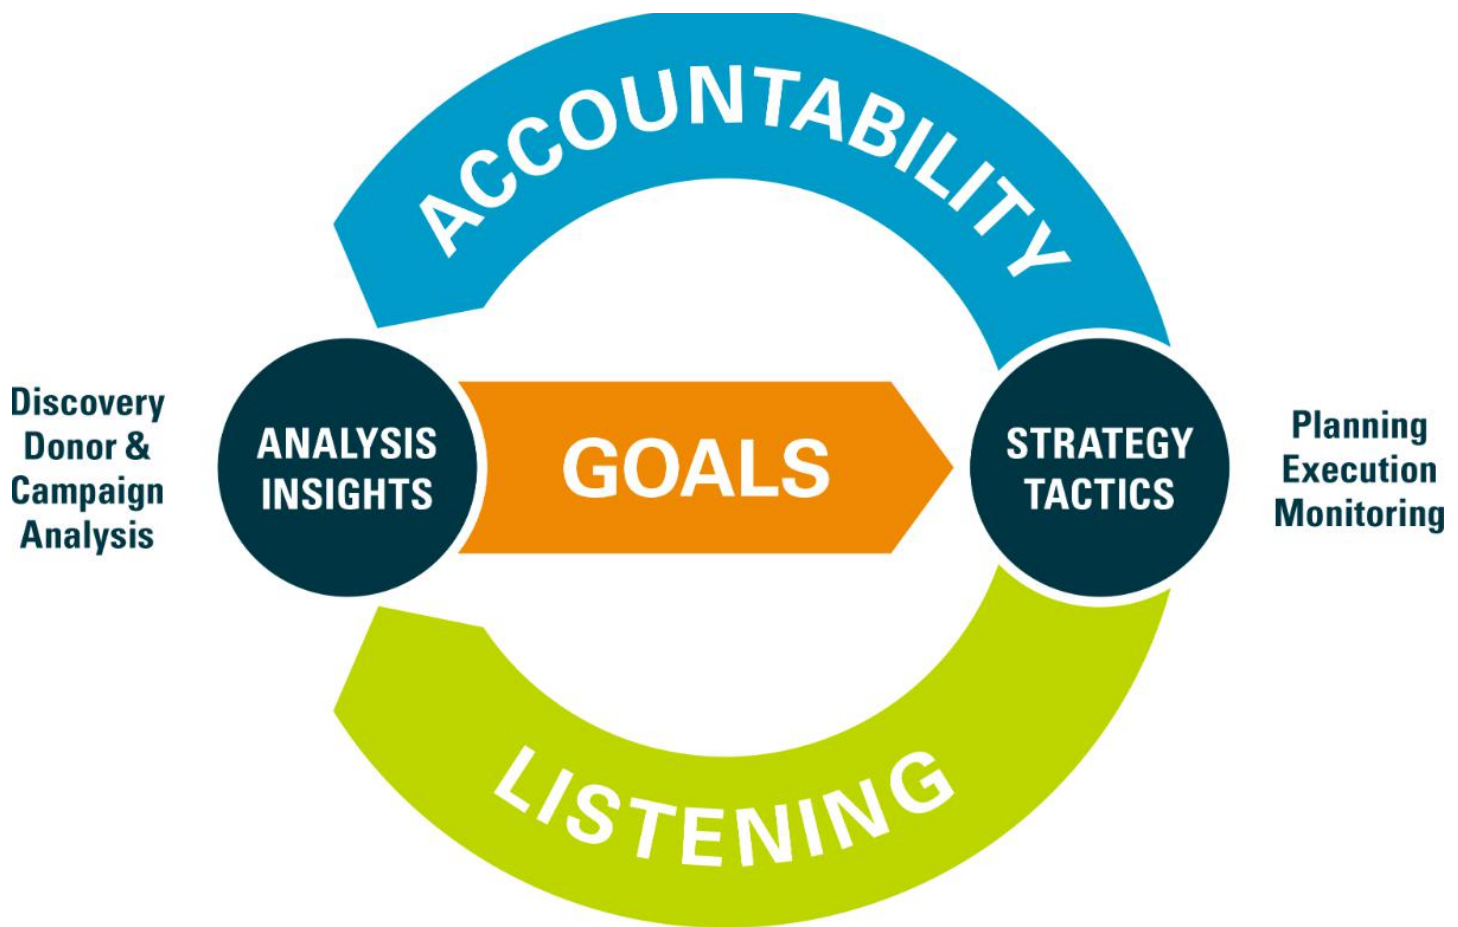 ACCOUNTABILITY
Discovery
Donor &
Campaign
Analysis
ANALYSIS
INSIGHTS
GOALS
STRATEGY
TACTICS
Planning
Execution
Monitoring
LISTENING